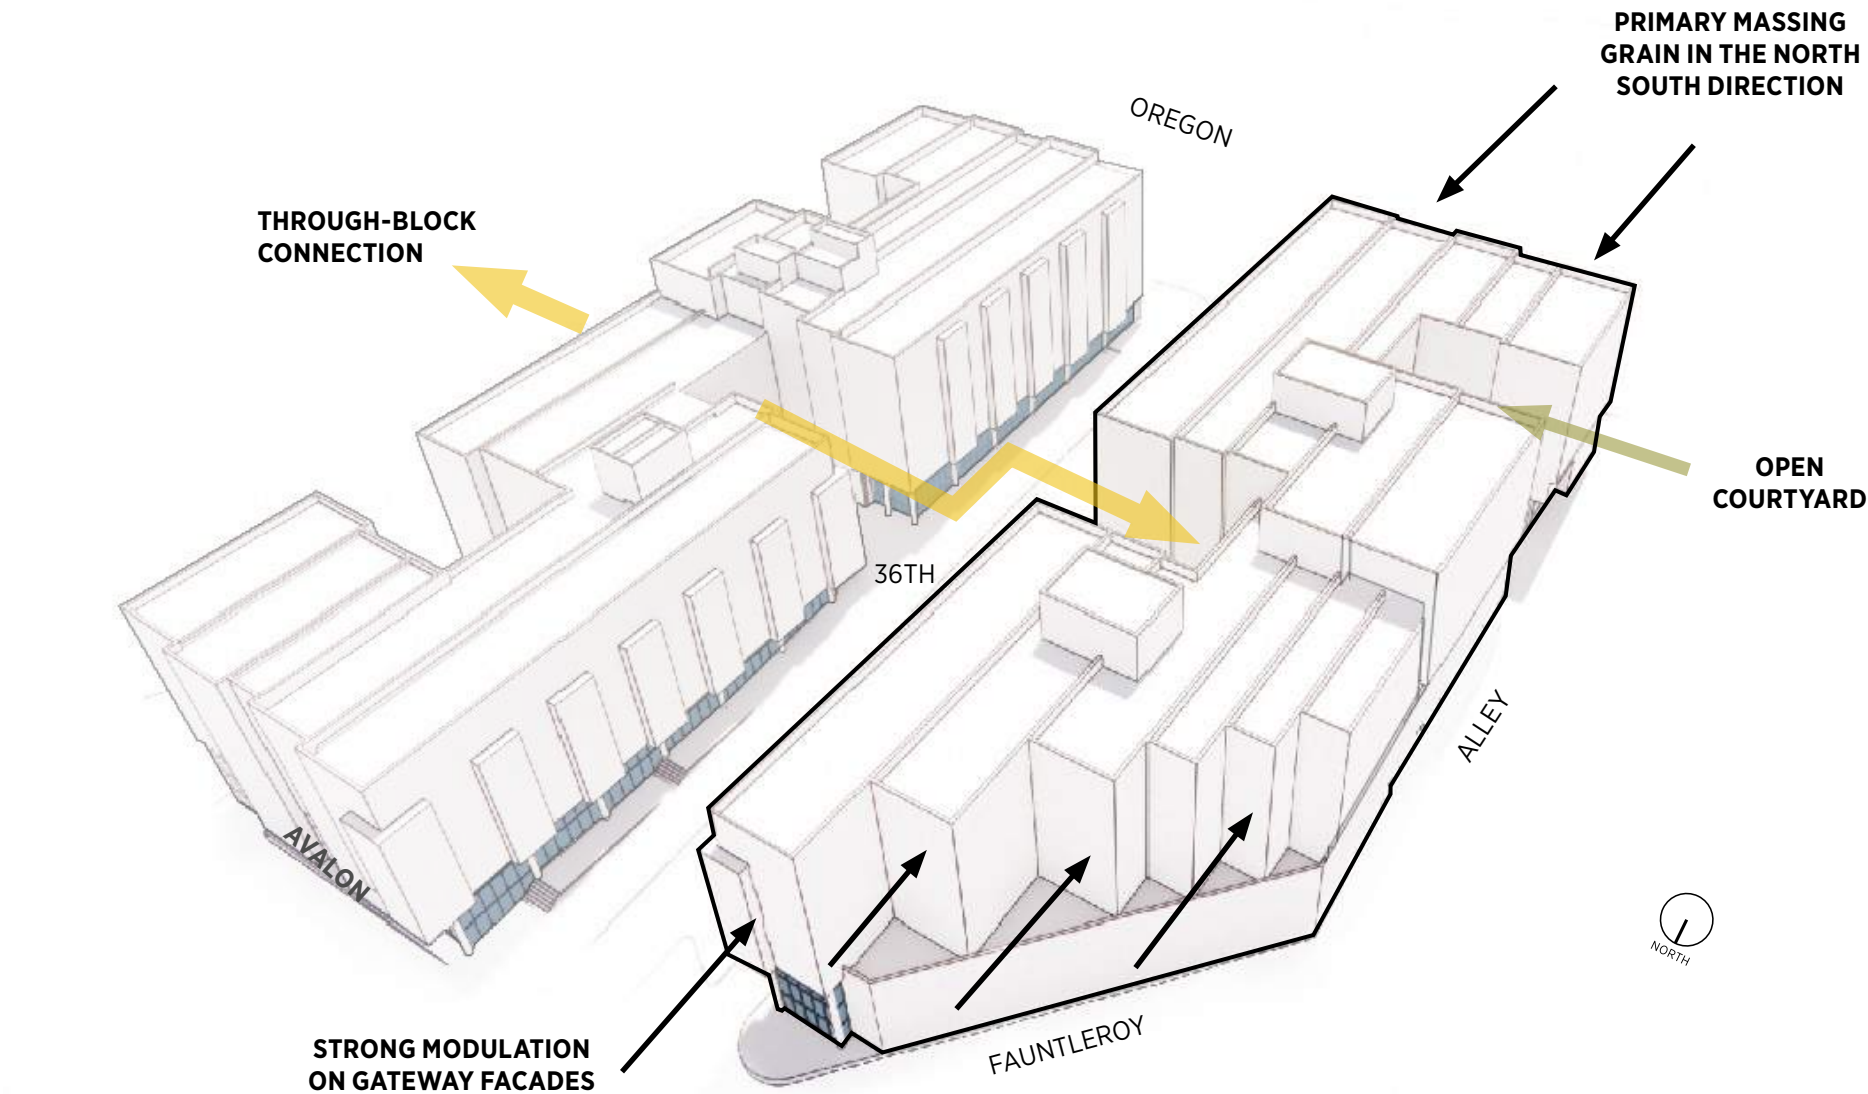 PRIMARY MASSING
GRAIN IN THE NORTH
SOUTH DIRECTION
OREGON
THROUGH-BLOCK
CONNECTION
OPEN
COURTYARD
36TH
ALLEY
AVALON
NORTH
STRONG MODULATION
ON GATEWAY FACADES
FAUNTLEROY